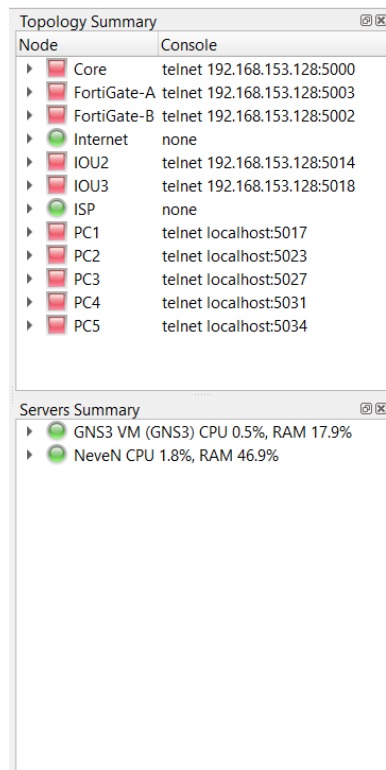 Topology Summary
Node Console
Core telnet 192.168.153.128:5000
FortiGate-A telnet 192.168.153.128:5003
FortiGate-B telnet 192.168.153.128:5002
Internet none
IOU2 telnet 192.168.153.128:5014
IOU3 telnet 192.168.153.128:5018
ISP none
PC1 telnet localhost:5017
PC2 telnet localhost:5023
PC3 telnet localhost:5027
PC4 telnet localhost:5031
PC5 telnet localhost:5034
Servers Summary
GNS3 VM (GNS3) CPU 0.5%, RAM 17.9%
NeveN CPU 1.8%, RAM 46.9%